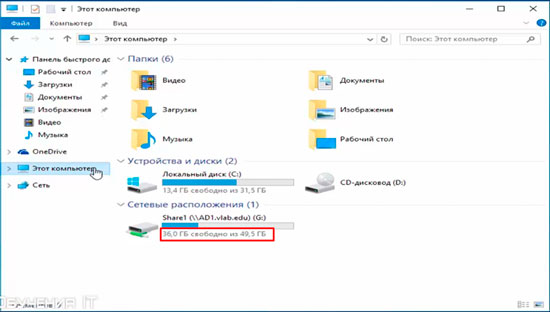 Этот компьютер
Файл Компьютер Вид
Этот компьютер
Поиск: Этот компьютер
Панель быстрого до
Рабочий стол
Загрузки
Документы
Изображения
Видео
Музыка
OneDrive
Этот компьютер
Сеть
Папки (6)
Видео Документы
Загрузки Изображения
Музыка Рабочий стол
Устройства и диски (2)
Локальный диск (C:) CD-дисковод (D:)
13,4 ГБ свободно из 31,5 ГБ
Сетевые расположения (1)
Share1 (\\AD1.vlab.edu) (G:)
36,0 ГБ свободно из 49,5 ГБ